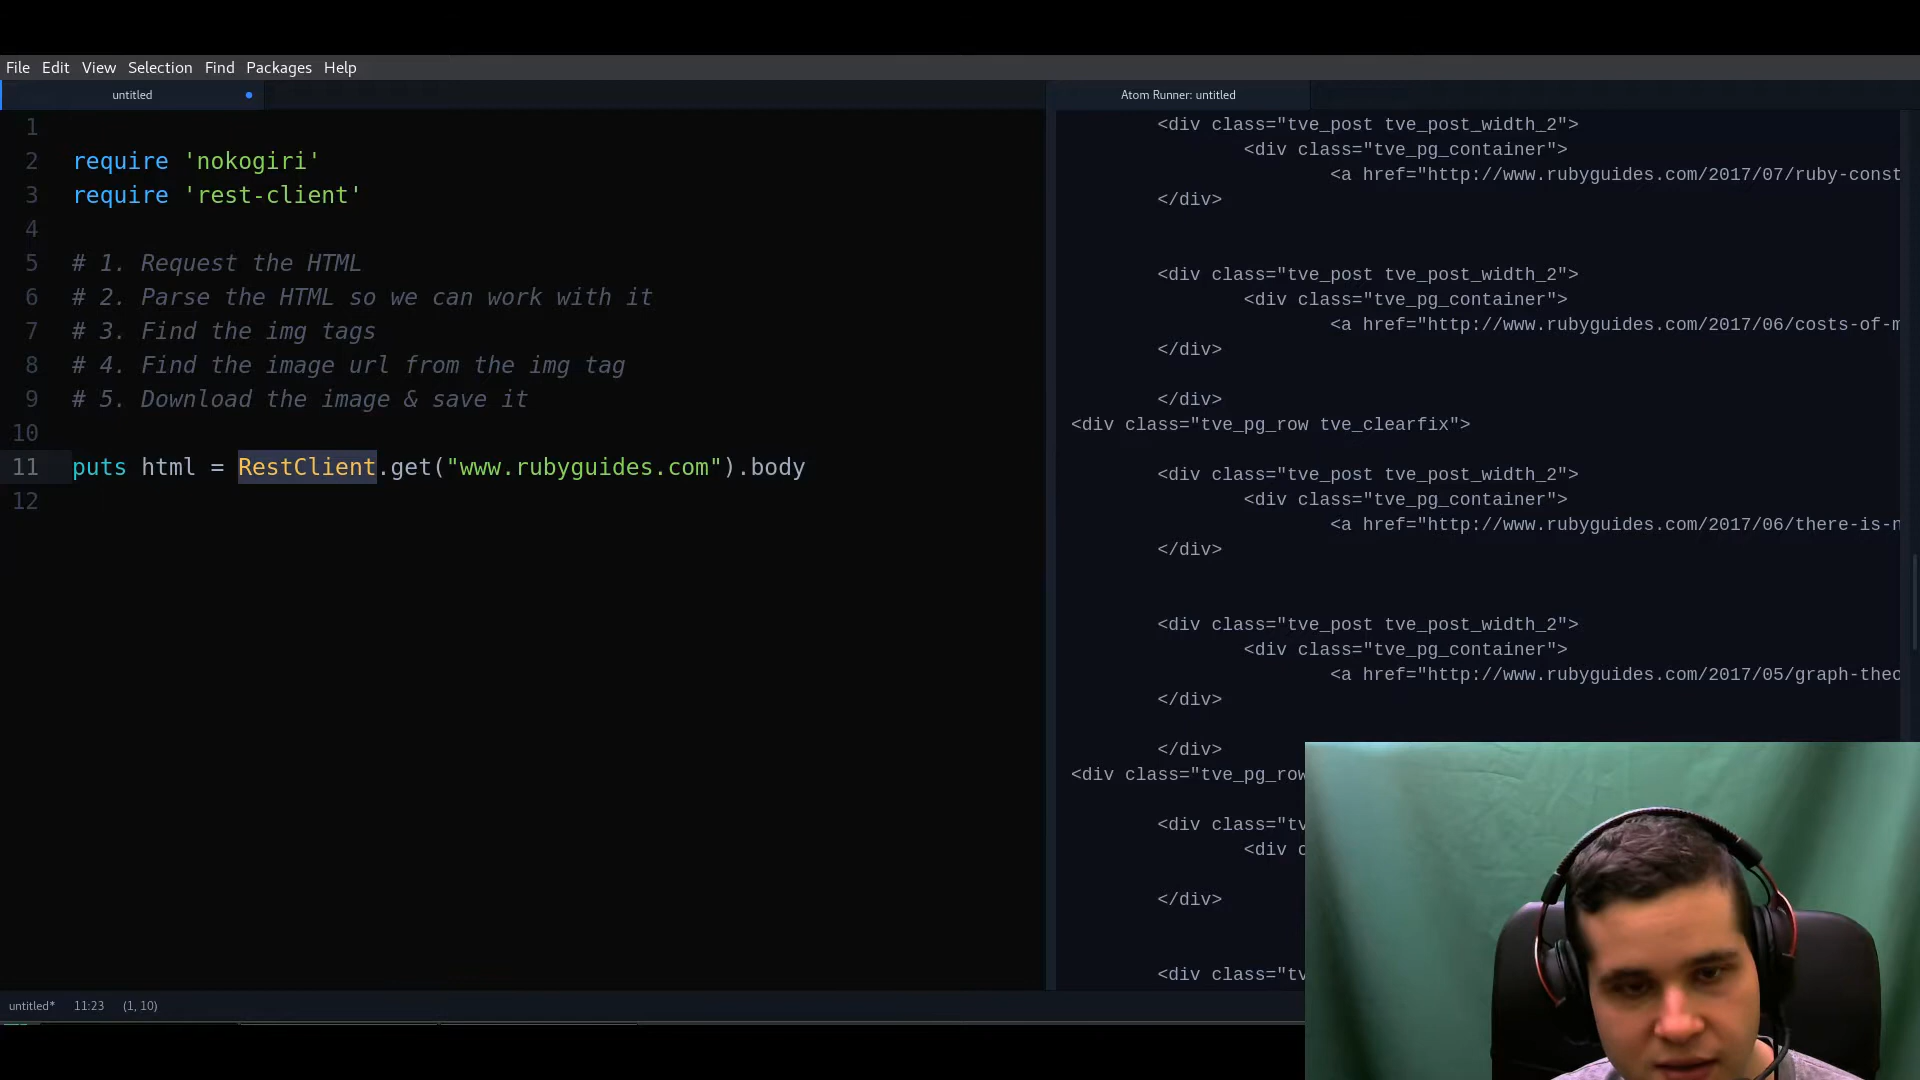 File Edit View Selection Find Packages Help
untitled
Atom Runner: untitled
1
2 require 'nokogiri'
3 require 'rest-client'
4
5 # 1. Request the HTML
6 # 2. Parse the HTML so we can work with it
7 # 3. Find the img tags
8 # 4. Find the image url from the img tag
9 # 5. Download the image & save it
10
11 puts html = RestClient.get("www.rubyguides.com").body
12
<div class="tve_post tve_post_width_2">
<div class="tve_pg_container">
<a href="http://www.rubyguides.com/2017/07/ruby-const
</div>
<div class="tve_post tve_post_width_2">
<div class="tve_pg_container">
<a href="http://www.rubyguides.com/2017/06/costs-of-m
</div>
</div>
<div class="tve_pg_row tve_clearfix">
<div class="tve_post tve_post_width_2">
<div class="tve_pg_container">
<a href="http://www.rubyguides.com/2017/06/there-is-n
</div>
<div class="tve_post tve_post_width_2">
<div class="tve_pg_container">
<a href="http://www.rubyguides.com/2017/05/graph-theo
</div>
</div>
<div class="tve_pg_row
<div class="tv
<div c
</div>
<div class="tv
untitled* 11:23 (1, 10)